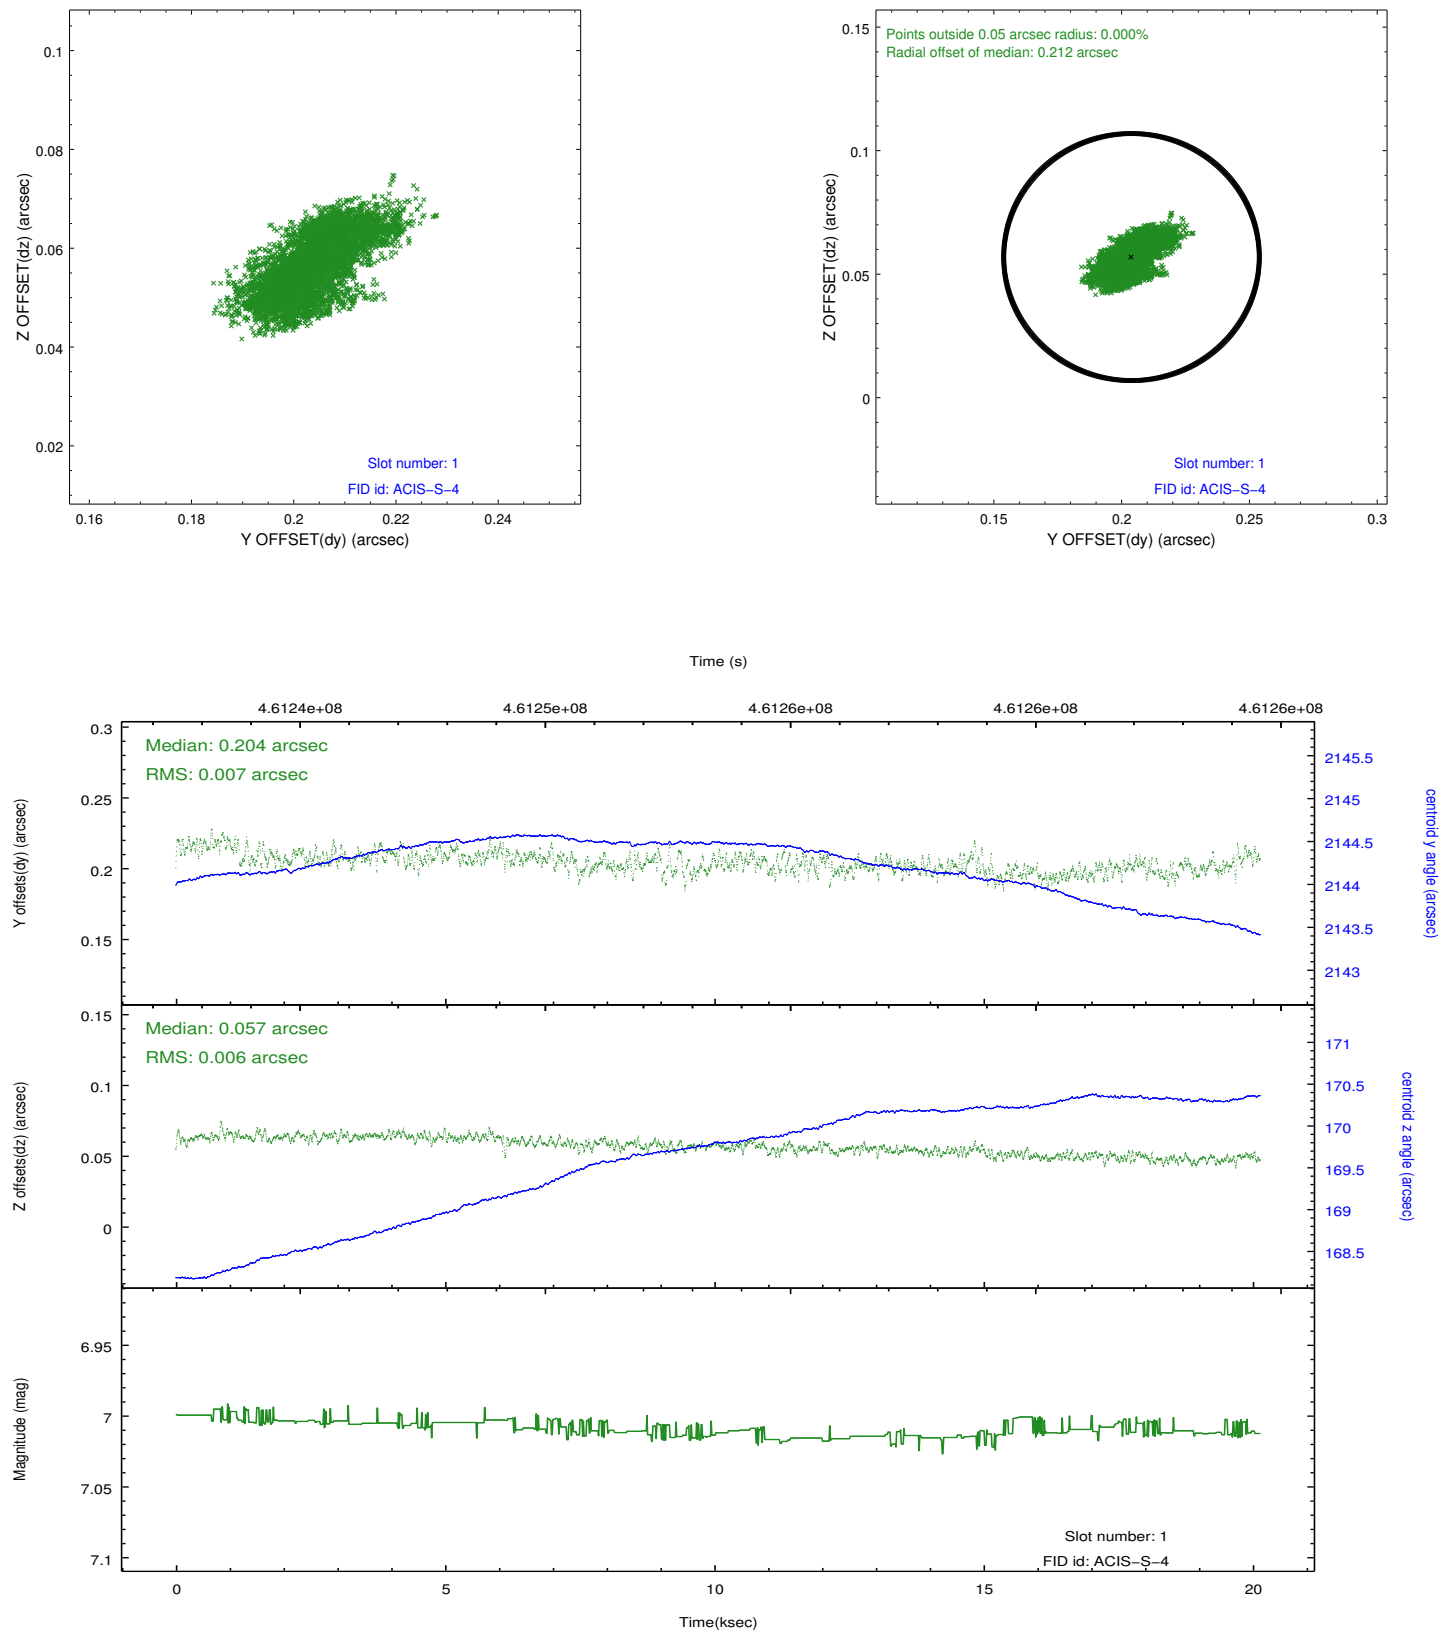 0.1
0.08
0.06
0.04
0.02
Z OFFSET(dz) (arcsec)
Slot number: 1
FID id: ACIS−S−4
0.16 0.18 0.2 0.22 0.24
Y OFFSET(dy) (arcsec)
Points outside 0.05 arcsec radius: 0.000%
Radial offset of median: 0.212 arcsec
0.15
0.1
0.05
0
Z OFFSET(dz) (arcsec)
Slot number: 1
FID id: ACIS−S−4
0.15 0.2 0.25 0.3
Y OFFSET(dy) (arcsec)
Time (s)
4.6124e+08 4.6125e+08 4.6126e+08 4.6126e+08 4.6126e+08
Median: 0.204 arcsec
RMS: 0.007 arcsec
0.3
0.25
0.2
0.15
Y offsets(dy) (arcsec)
2145.5
2145
2144.5
2144
2143.5
2143
centroid y angle (arcsec)
Median: 0.057 arcsec
RMS: 0.006 arcsec
0.15
0.1
0.05
0
Z offsets(dz) (arcsec)
171
170.5
170
169.5
169
168.5
centroid z angle (arcsec)
6.95
7
7.05
7.1
Magnitude (mag)
Slot number: 1
FID id: ACIS−S−4
0 5 10 15 20
Time(ksec)